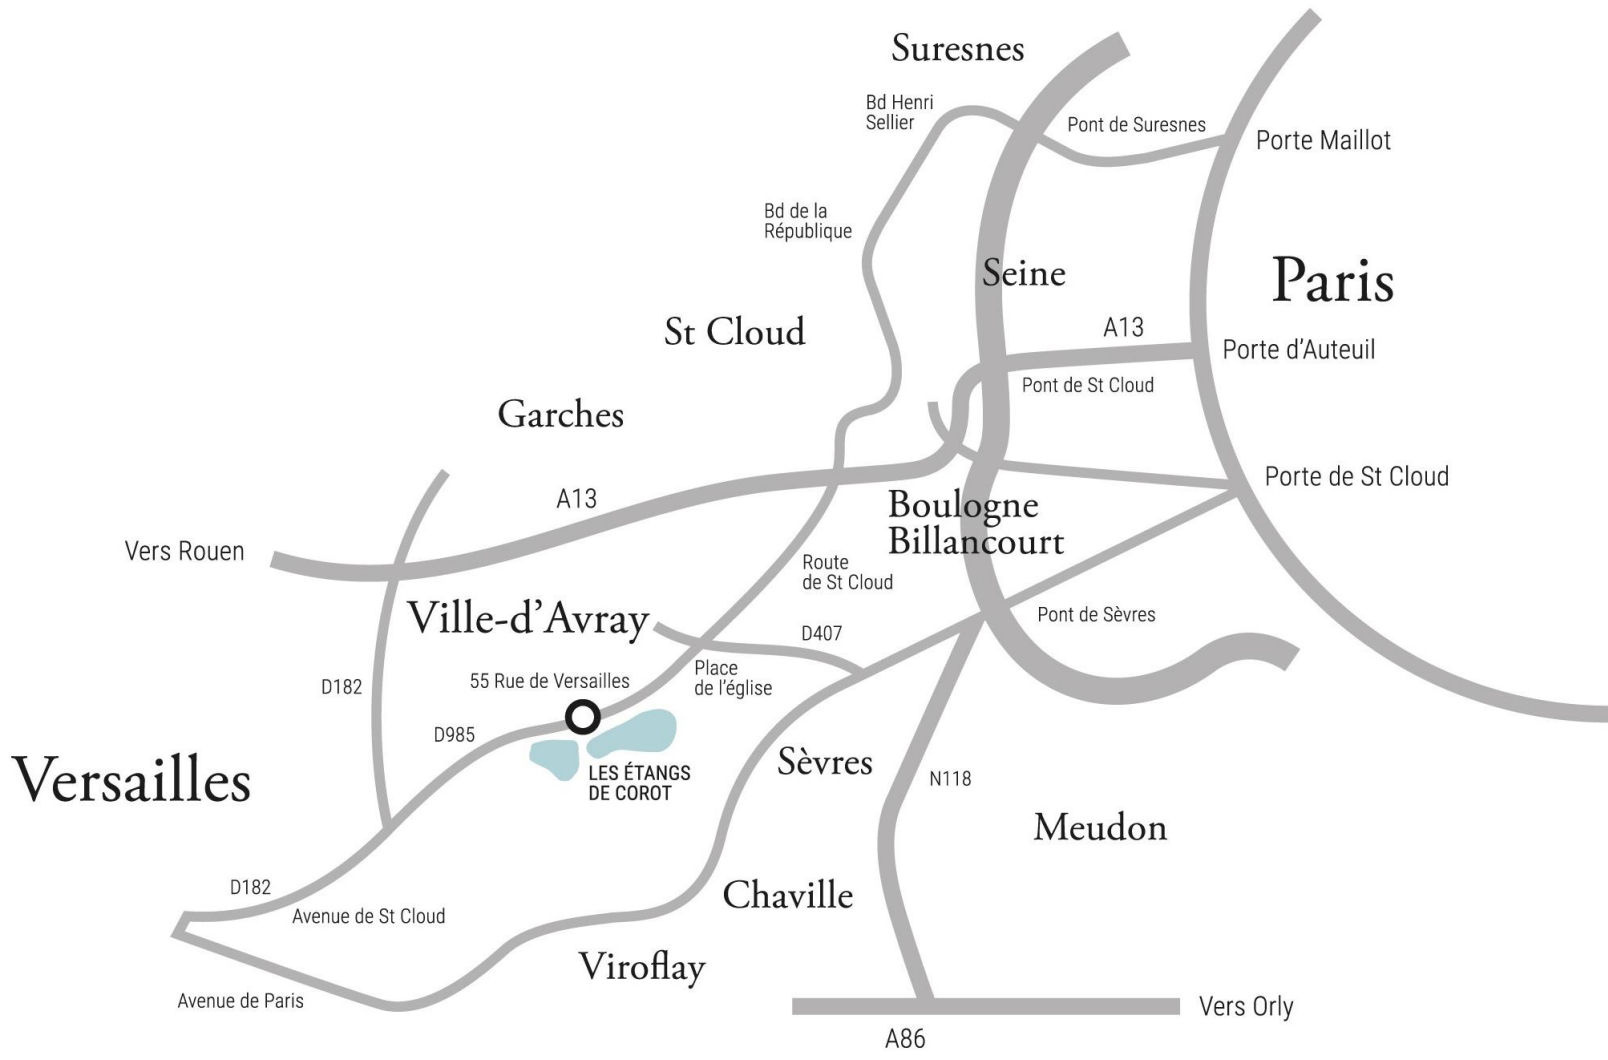 Suresnes
Bd Henri
Sellier
Pont de Suresnes
Porte Maillot
Bd de la
République
Seine
Paris
St Cloud
A13
Porte d'Auteuil
Pont de St Cloud
Garches
Porte de St Cloud
A13
Boulogne
Billancourt
Vers Rouen
Route
de St Cloud
Ville-d'Avray
Pont de Sèvres
D407
Place
de l'église
55 Rue de Versailles
D182
D985
Versailles
Sèvres
LES ÉTANGS
DE COROT
N118
Meudon
D182
Chaville
Avenue de St Cloud
Viroflay
Avenue de Paris
Vers Orly
A86